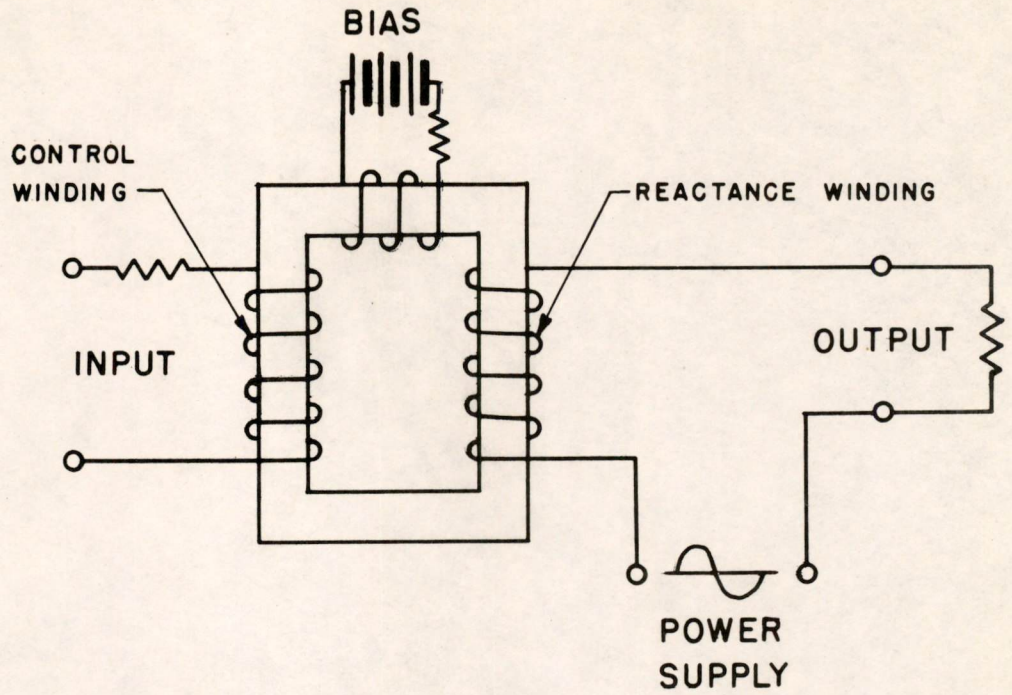 BIAS
CONTROL
WINDING
REACTANCE WINDING
INPUT
OUTPUT
POWER
SUPPLY